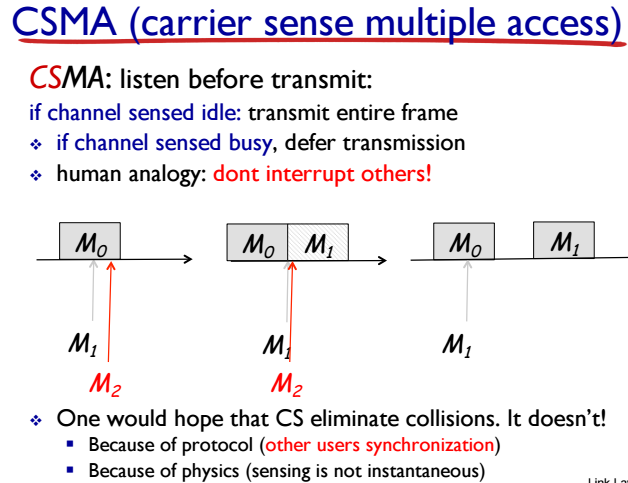 CSMA (carrier sense multiple access)
CSMA: listen before transmit:
if channel sensed idle: transmit entire frame
if channel sensed busy, defer transmission
human analogy: dont interrupt others!
M0 M0 M1 M0 M1
M1 M1 M1
M2 M2
One would hope that CS eliminate collisions. It doesn't!
Because of protocol (other users synchronization)
Because of physics (sensing is not instantaneous)